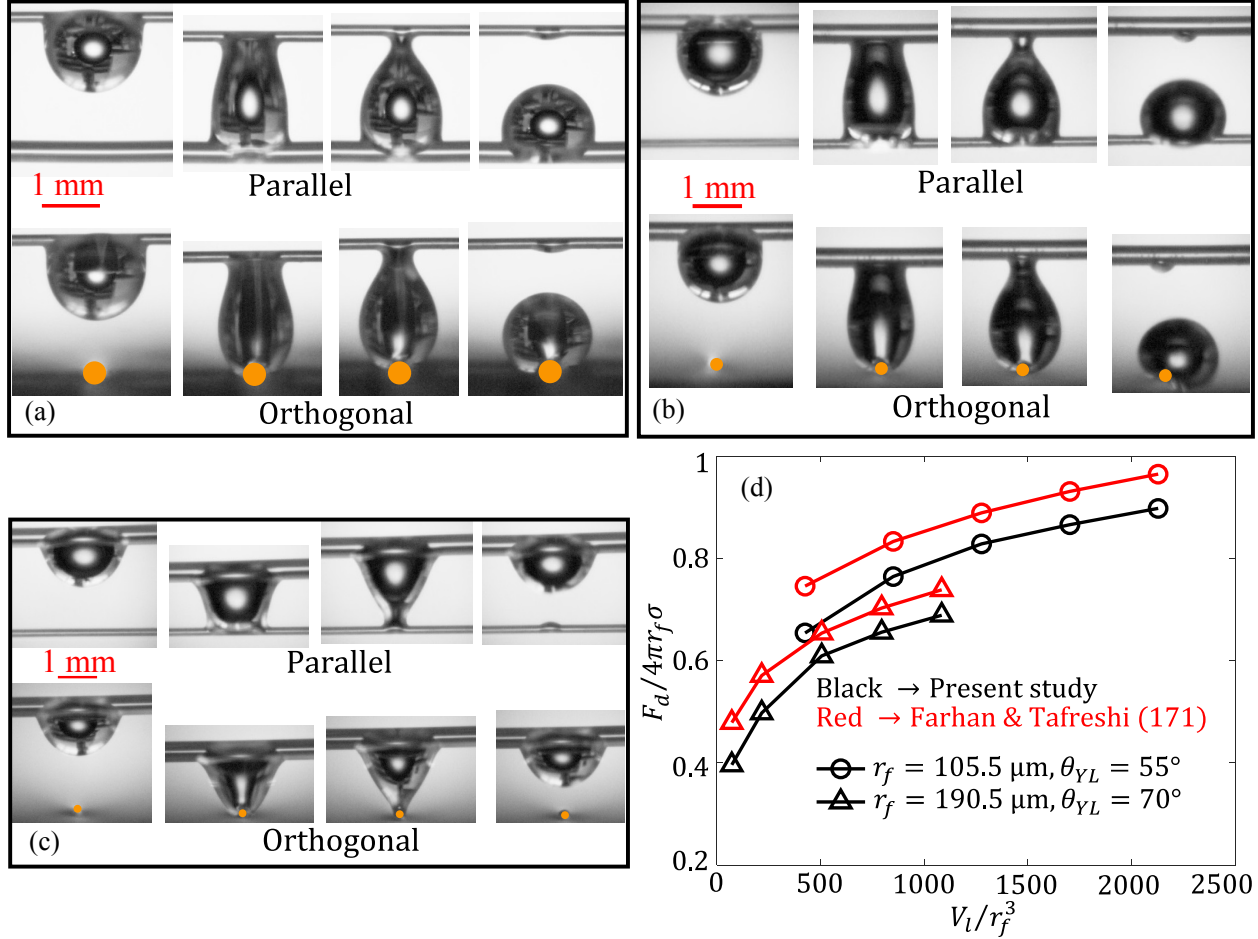 (a)
Parallel
1 mm
Orthogonal
(b)
Parallel
1 mm
Orthogonal
(c)
Parallel
1 mm
Orthogonal
(d)
1
0.8
0.6
0.4
0.2
F_d/4πr_fσ
Black → Present study
Red → Farhan & Tafreshi (171)
r_f = 105.5 μm, θ_YL = 55°
r_f = 190.5 μm, θ_YL = 70°
0 500 1000 1500 2000 2500
V_l/r_f^3